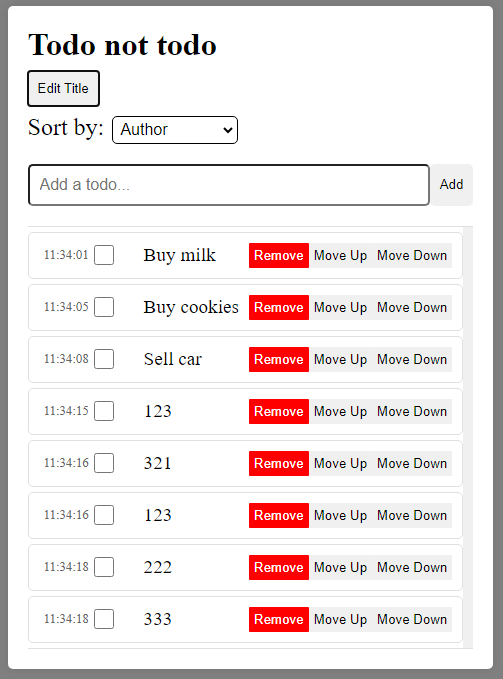 Todo not todo
Edit Title
Sort by: Author
Add a todo... Add
11:34:01 Buy milk Remove Move Up Move Down
11:34:05 Buy cookies Remove Move Up Move Down
11:34:08 Sell car Remove Move Up Move Down
11:34:15 123 Remove Move Up Move Down
11:34:16 321 Remove Move Up Move Down
11:34:16 123 Remove Move Up Move Down
11:34:18 222 Remove Move Up Move Down
11:34:18 333 Remove Move Up Move Down